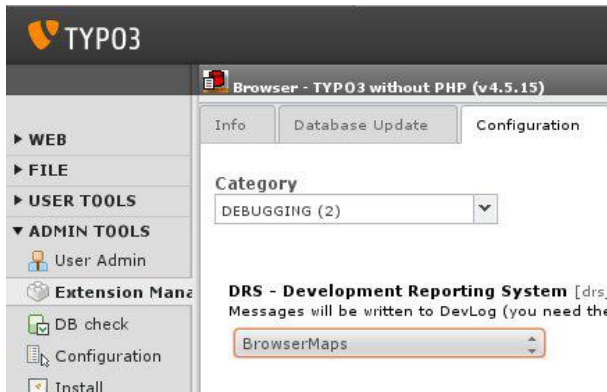 TYPO3
Browser - TYPO3 without PHP (v4.5.15)
Info
Database Update
Configuration
WEB
FILE
USER TOOLS
ADMIN TOOLS
User Admin
Extension Mana
DB check
Configuration
Install
Category
DEBUGGING (2)
DRS - Development Reporting System [drs_
Messages will be written to DevLog (you need the
BrowserMaps